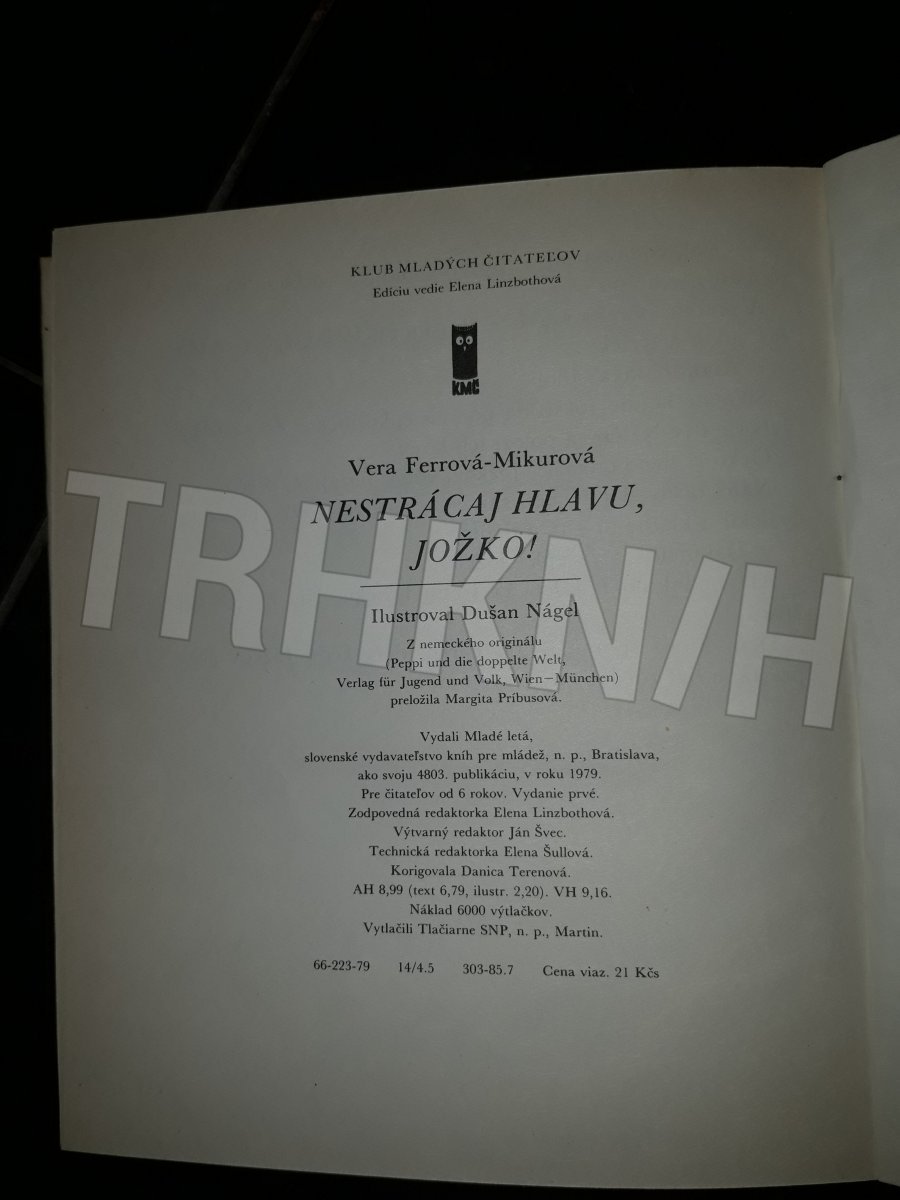 KLUB MLADÝCH ČITATEĽOV
Edíciu vedie Elena Linzbothová
KMČ
Vera Ferrová-Mikurová
NESTRÁCAJ HLAVU,
JOŽKO!
Ilustroval Dušan Nágel
Z nemeckého originálu
(Peppi und die doppelte Welt,
Verlag für Jugend und Volk, Wien–München)
preložila Margita Príbusová.
TRHKNIH
Vydali Mladé letá,
slovenské vydavateľstvo kníh pre mládež, n. p., Bratislava,
ako svoju 4803. publikáciu, v roku 1979.
Pre čitateľov od 6 rokov. Vydanie prvé.
Zodpovedná redaktorka Elena Linzbothová.
Výtvarný redaktor Ján Švec.
Technická redaktorka Elena Šullová.
Korigovala Danica Terenová.
AH 8,99 (text 6,79, ilustr. 2,20). VH 9,16.
Náklad 6000 výtlačkov.
Vytlačili Tlačiarne SNP, n. p., Martin.
66-223-79 14/4.5 303-85.7 Cena viaz. 21 Kčs